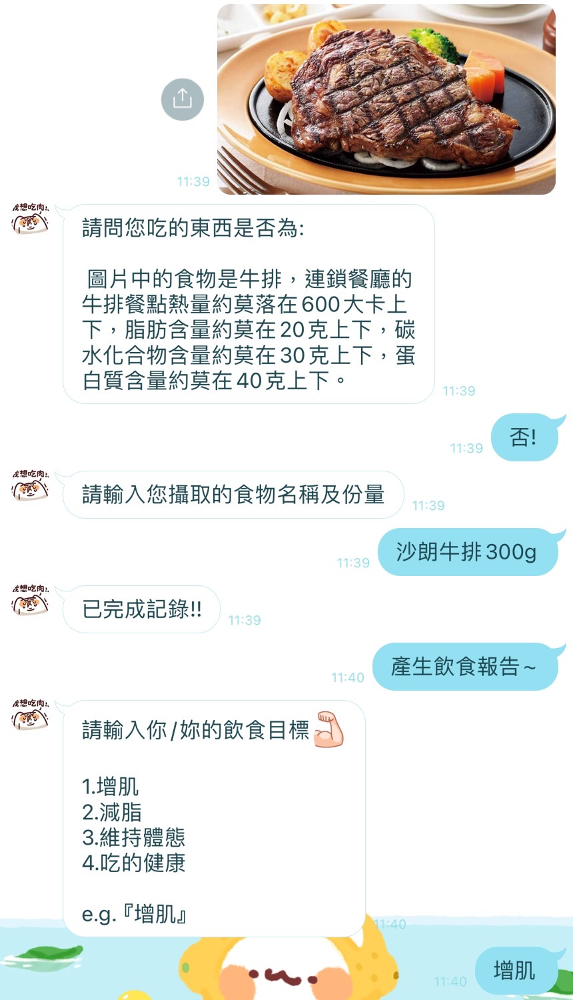 11:39
我想吃肉!.
請問您吃的東西是否為:
圖片中的食物是牛排，連鎖餐廳的
牛排餐點熱量約莫落在600大卡上
下，脂肪含量約莫在20克上下，碳
水化合物含量約莫在30克上下，蛋
白質含量約莫在40克上下。
11:39
否!
11:39
我想吃肉!.
請輸入您攝取的食物名稱及份量
11:39
沙朗牛排300g
11:39
我想吃肉!.
已完成記錄!!
11:39
產生飲食報告~
11:40
我想吃肉!.
請輸入你/妳的飲食目標
1.增肌
2.減脂
3.維持體態
4.吃的健康
e.g.『增肌』
11:40
增肌
11:40